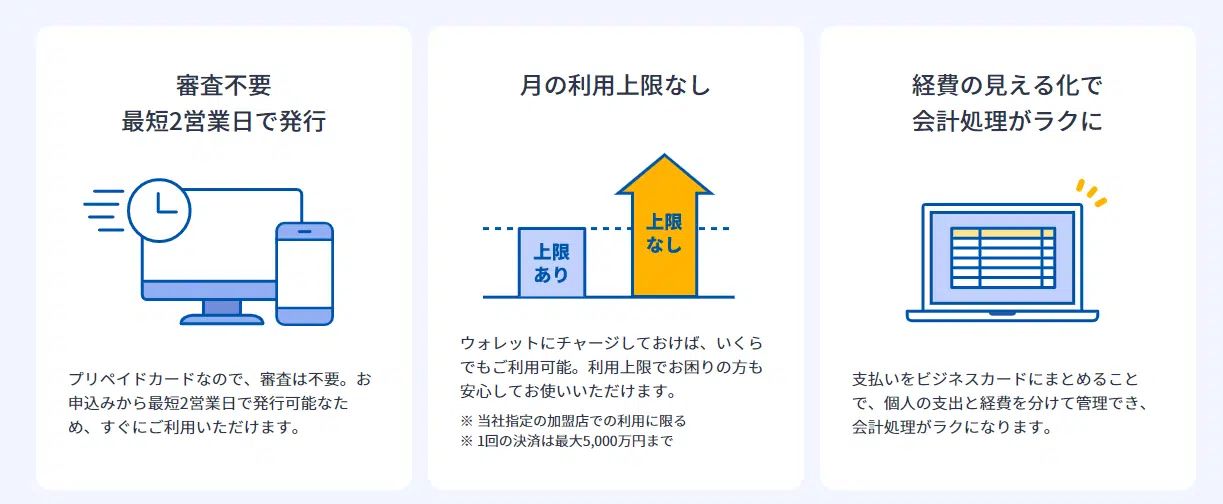 審査不要
最短2営業日で発行
プリペイドカードなので、審査は不要。お
申込みから最短2営業日で発行可能なた
め、すぐにご利用いただけます。
月の利用上限なし
上限
あり
上限
なし
ウォレットにチャージしておけば、いくら
でもご利用可能。利用上限でお困りの方も
安心してお使いいただけます。
※ 当社指定の加盟店での利用に限る
※ 1回の決済は最大5,000万円まで
経費の見える化で
会計処理がラクに
支払いをビジネスカードにまとめること
で、個人の支出と経費を分けて管理でき、
会計処理がラクになります。